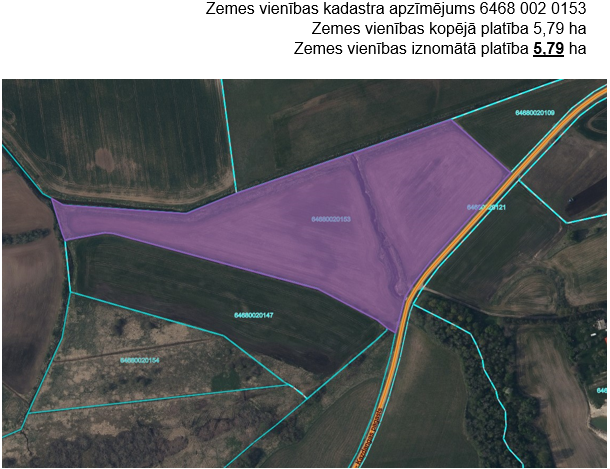 Zemes vienības kadastra apzīmējums 6468 002 0153
Zemes vienības kopējā platība 5,79 ha
Zemes vienības iznomātā platība 5,79 ha
64680020109
64680020121
64680020153
64680020147
64680020154